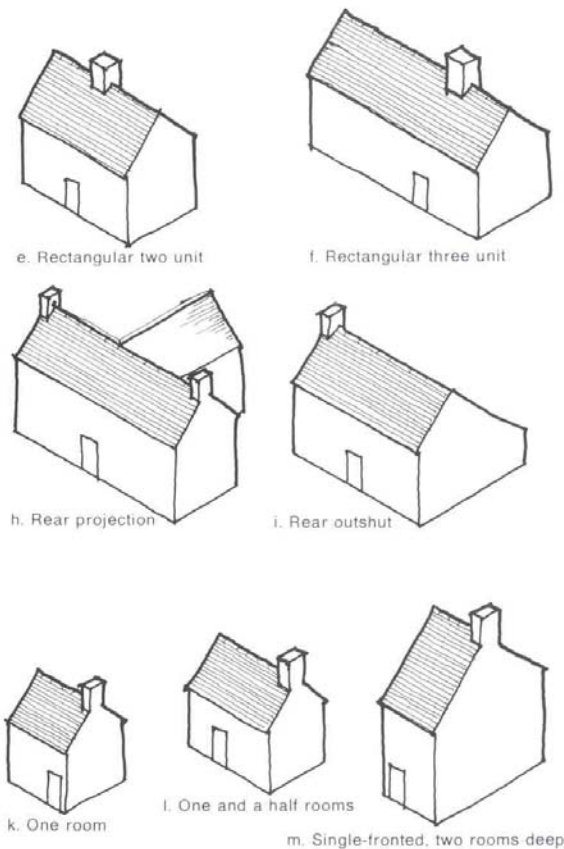 e. Rectangular two unit
f. Rectangular three unit
h. Rear projection
i. Rear outshut
k. One room
l. One and a half rooms
m. Single-fronted, two rooms deep